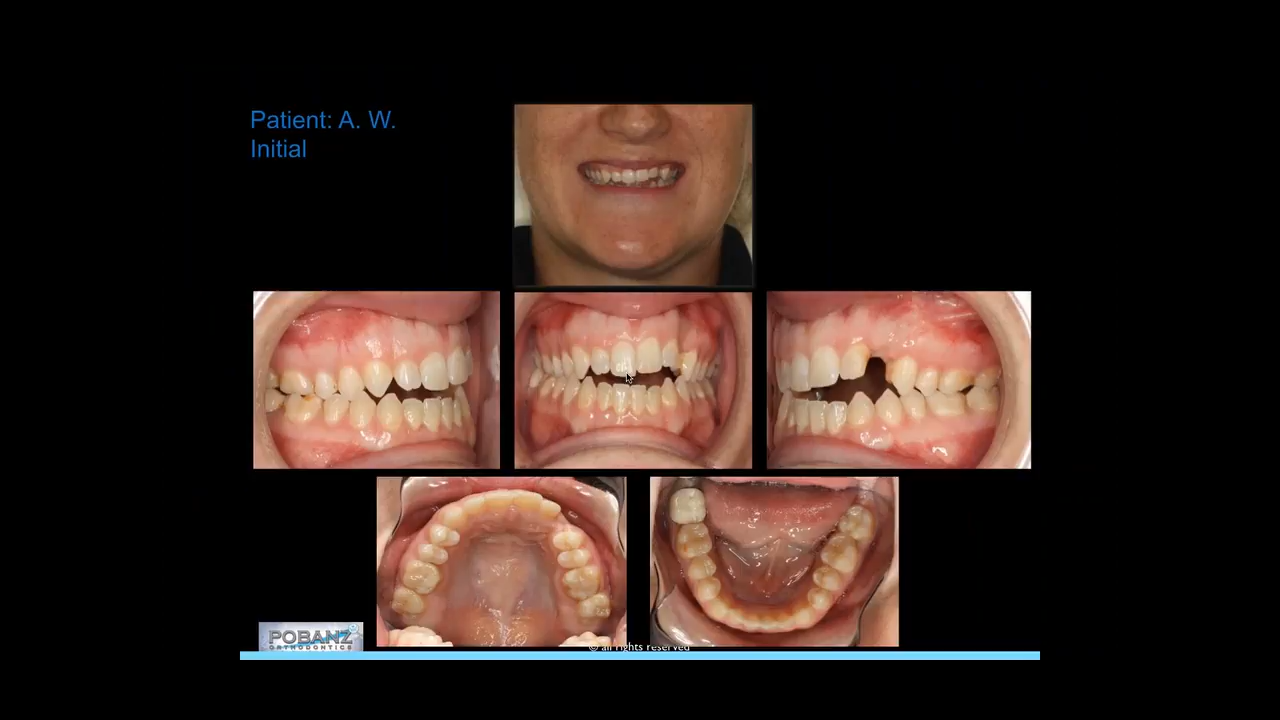 Patient: A. W.
Initial
POBANZ
ORTHODONTICS
© all rights reserved